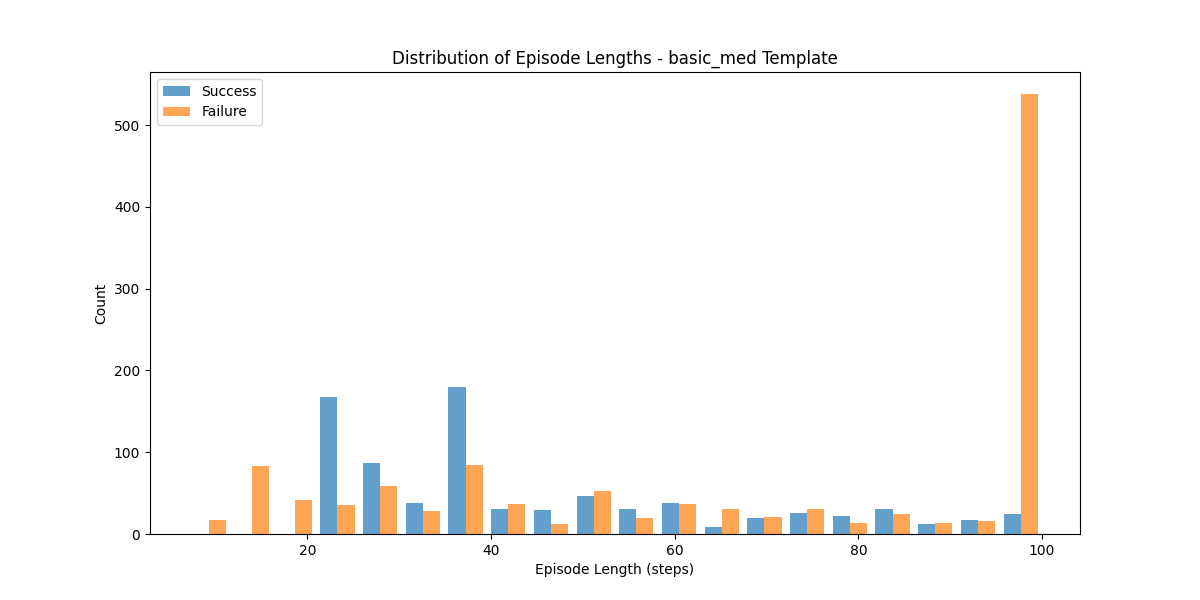 Distribution of Episode Lengths - basic_med Template
Success
Failure
Count
500
400
300
200
100
0
20 40 60 80 100
Episode Length (steps)